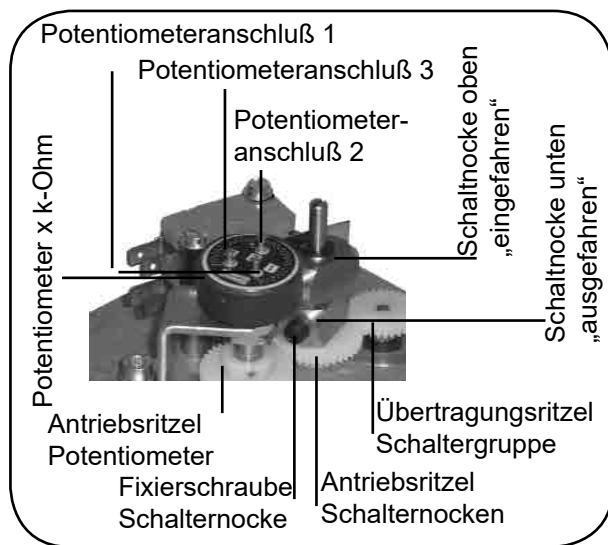 Potentiometeranschluß 1
Potentiometeranschluß 3
Potentiometer-
anschluß 2
Schaltnocke oben
„eingefahren“
Schaltnocke unten
„ausgefahren“
Potentiometer x k-Ohm
Antriebsritzel
Potentiometer
Fixierschraube
Schalternocke
Antriebsritzel
Schalternocken
Übertragungsritzel
Schaltergruppe